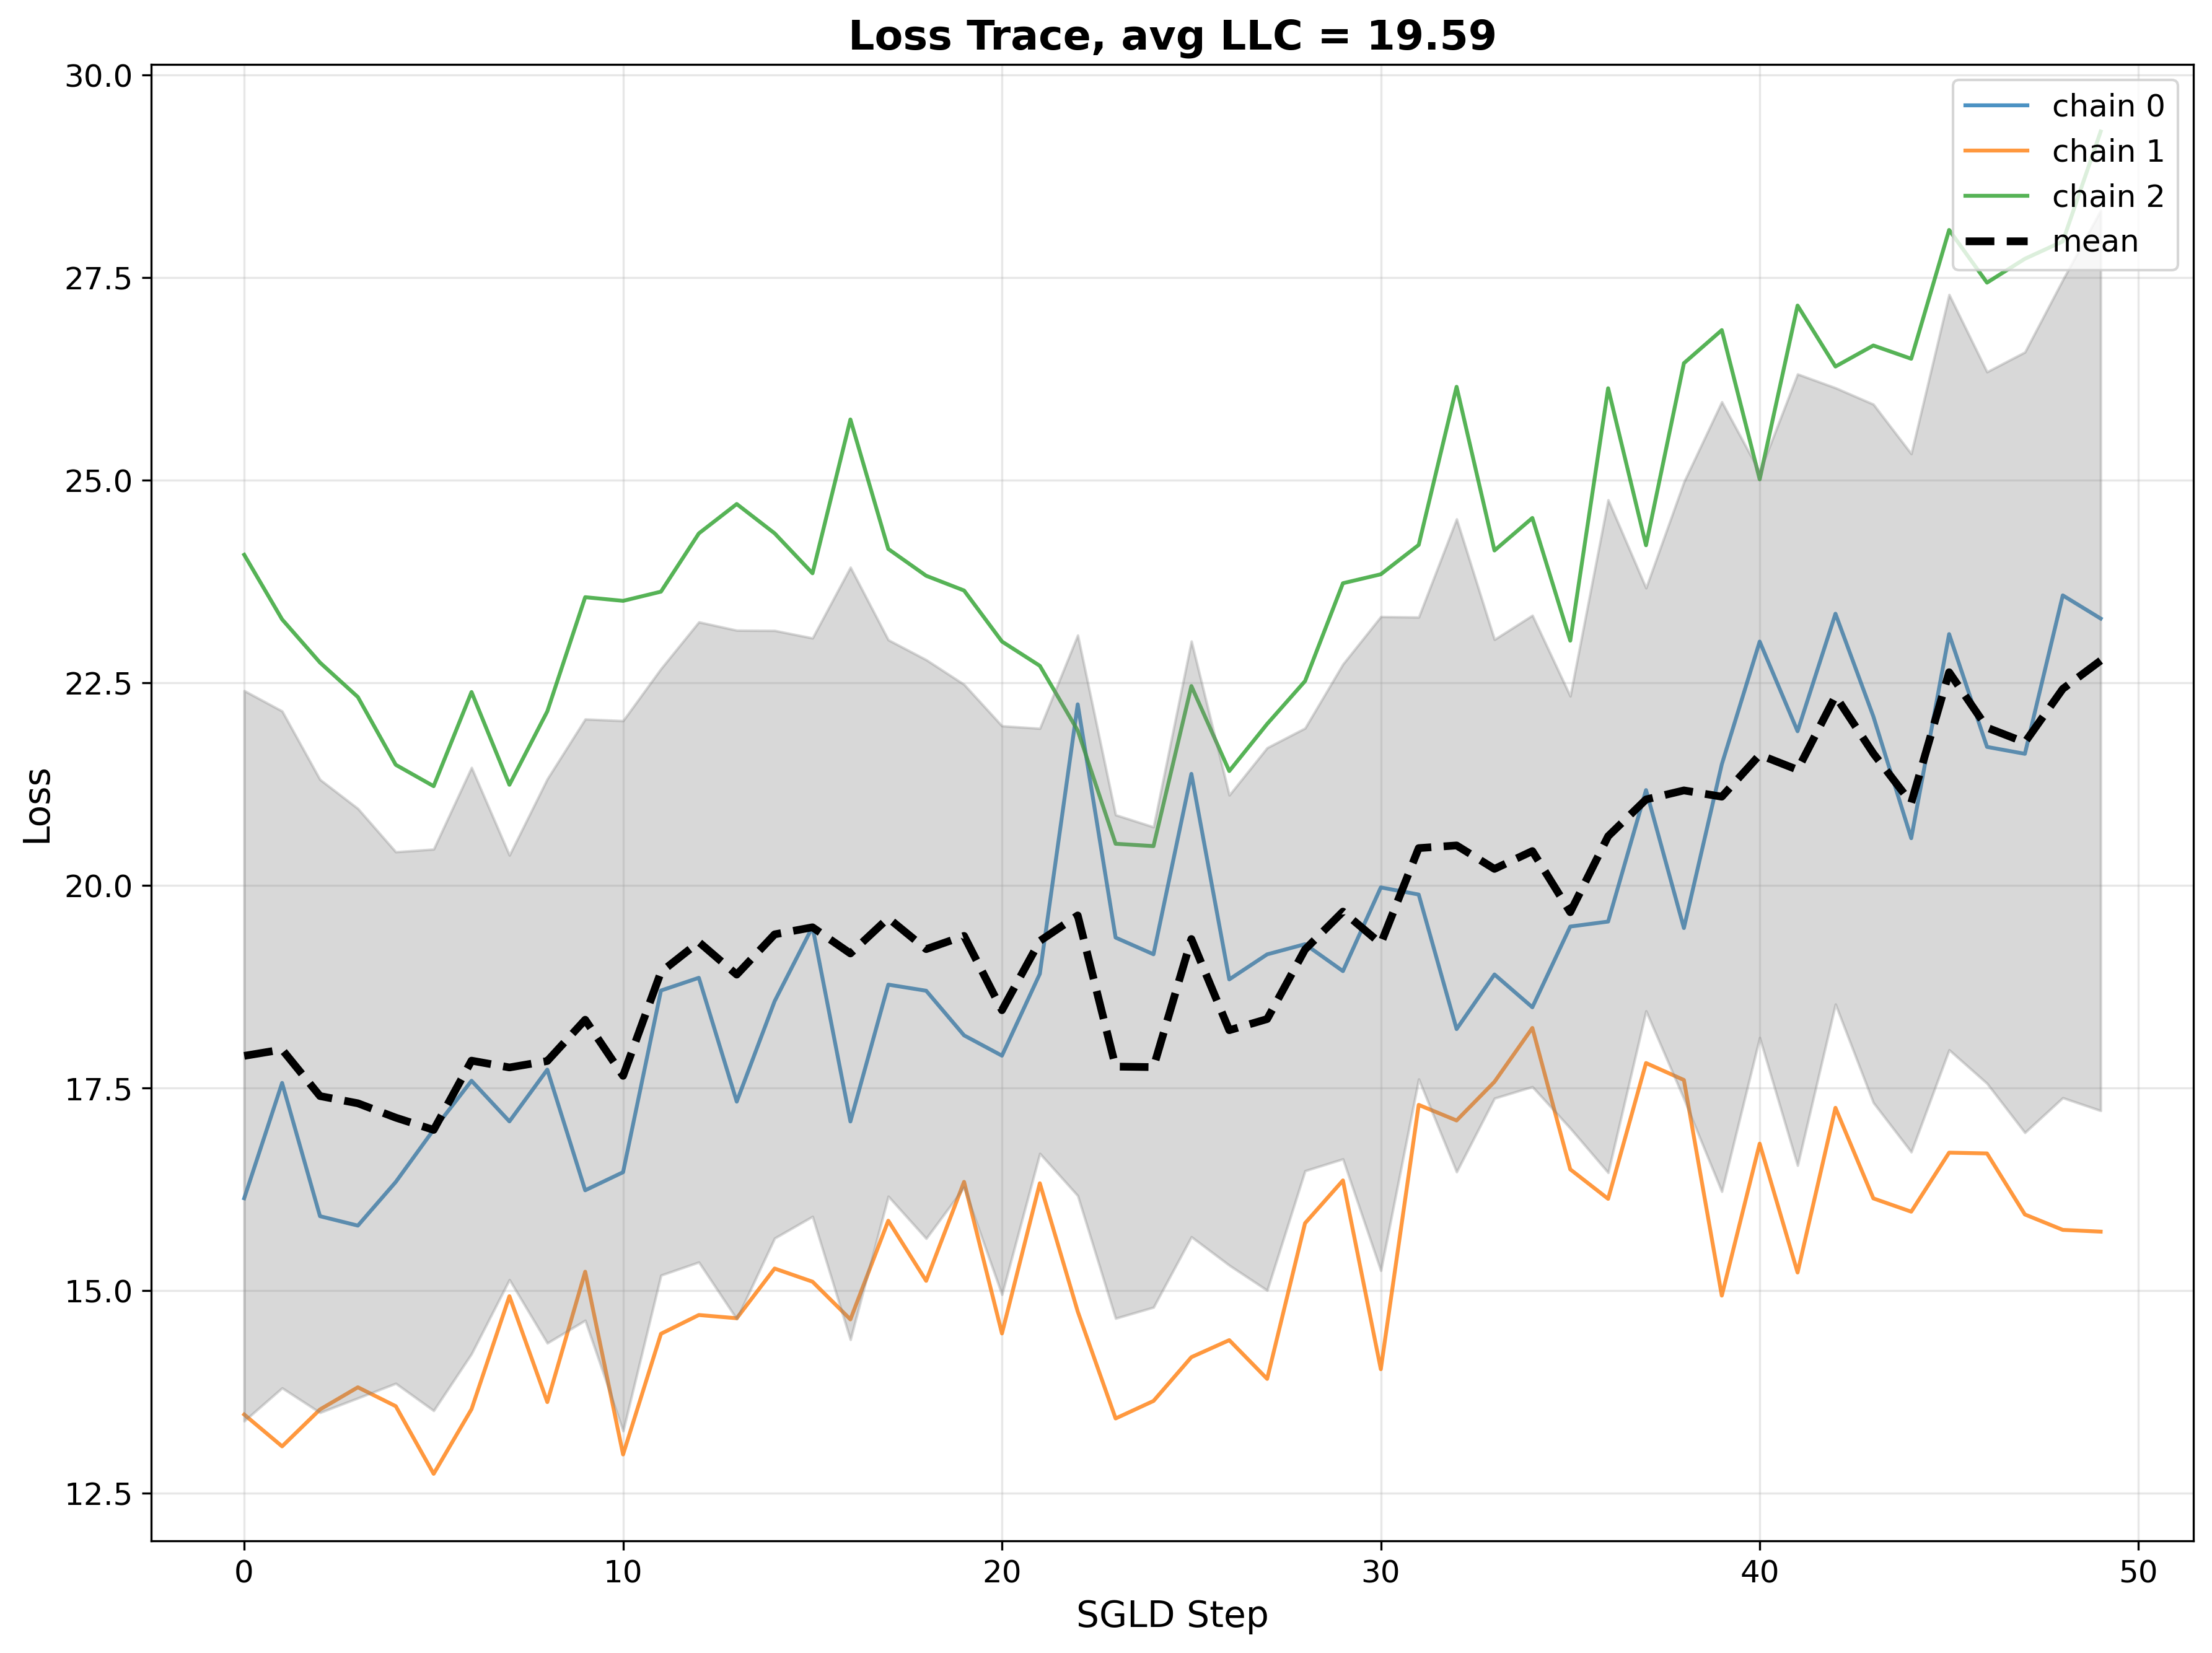 Loss Trace, avg LLC = 19.59
30.0
27.5
25.0
22.5
20.0
17.5
15.0
12.5
Loss
chain 0
chain 1
chain 2
mean
0 10 20 30 40 50
SGLD Step